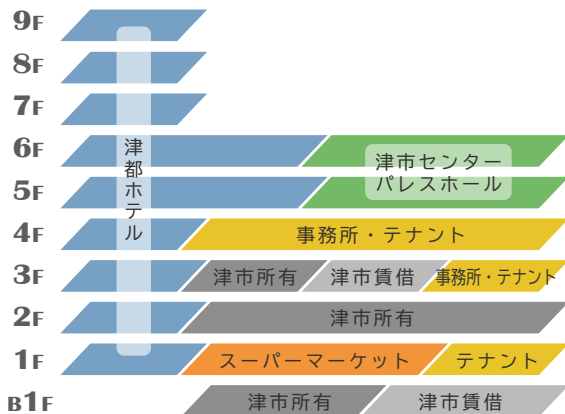 9F
8F
7F
6F
津市センター
パレスホール
5F
津都ホテル
4F 事務所・テナント
3F 津市所有 津市賃借 事務所・テナント
2F 津市所有
1F スーパーマーケット テナント
B1F 津市所有 津市賃借